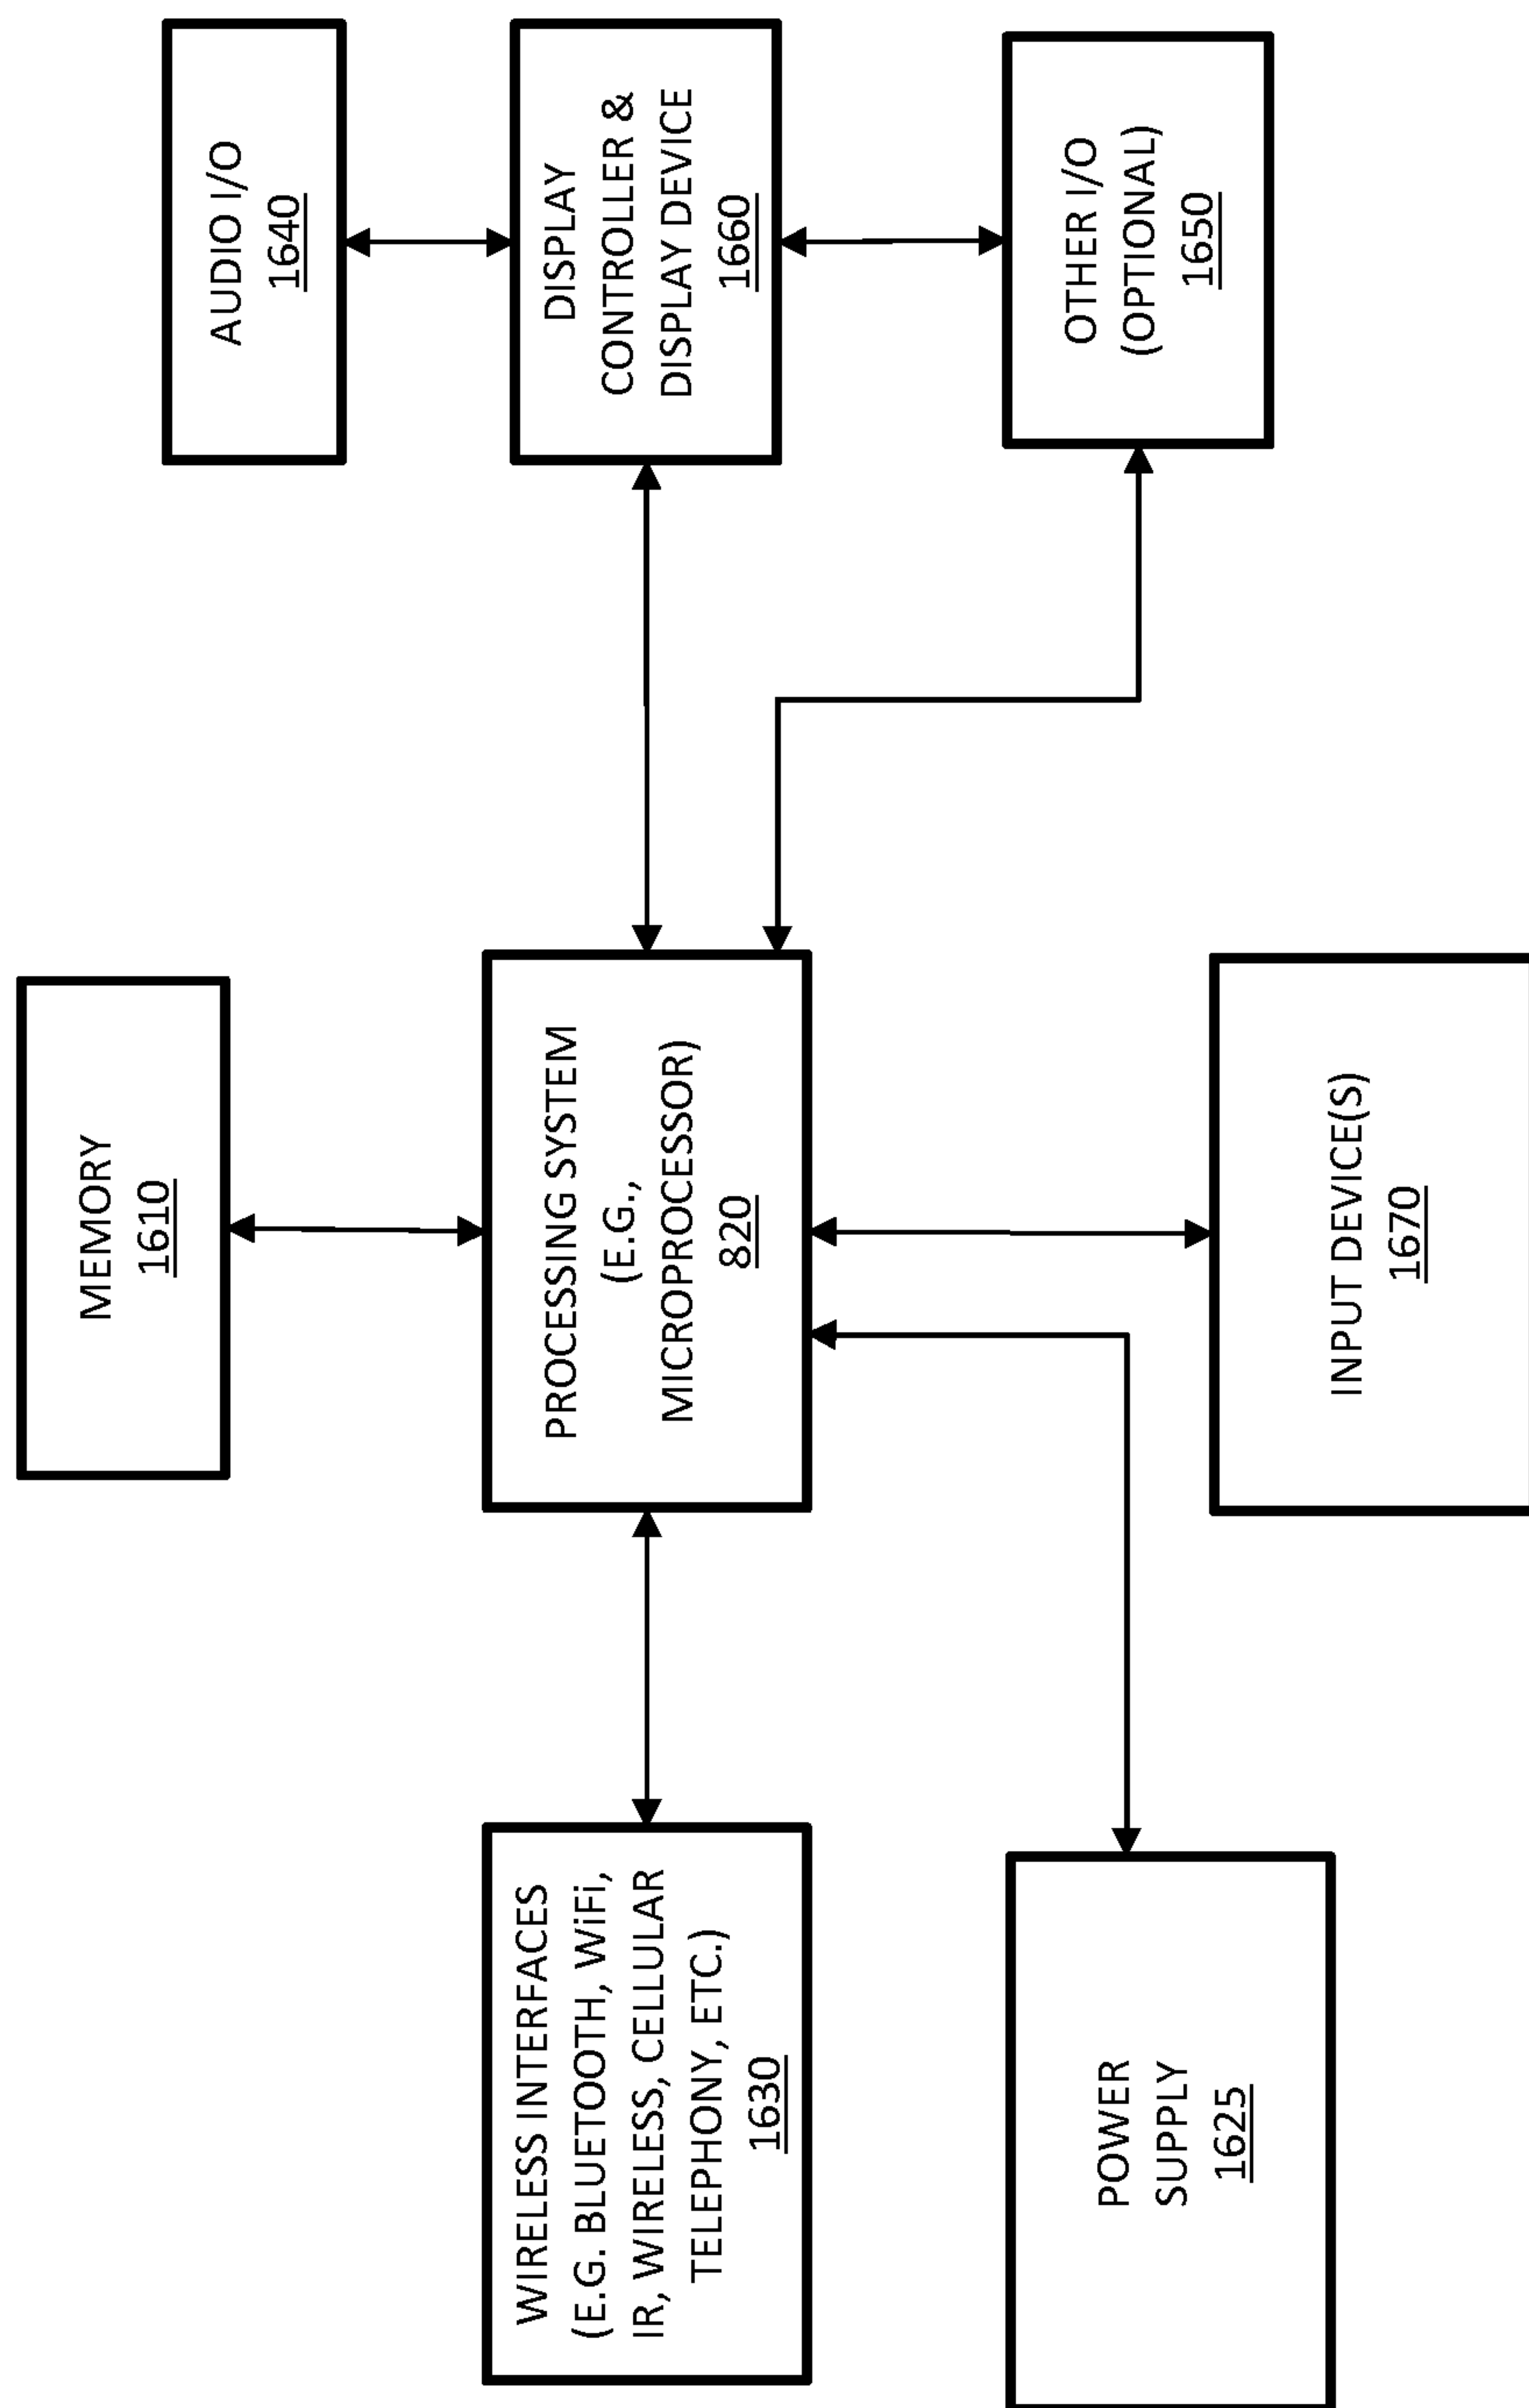 MEMORY
1610
AUDIO I/O
1640
WIRELESS INTERFACES
(E.G. BLUETOOTH, WiFi,
IR, WIRELESS, CELLULAR
TELEPHONY, ETC.)
1630
PROCESSING SYSTEM
(E.G.,
MICROPROCESSOR)
820
DISPLAY
CONTROLLER &
DISPLAY DEVICE
1660
POWER
SUPPLY
1625
INPUT DEVICE(S)
1670
OTHER I/O
(OPTIONAL)
1650